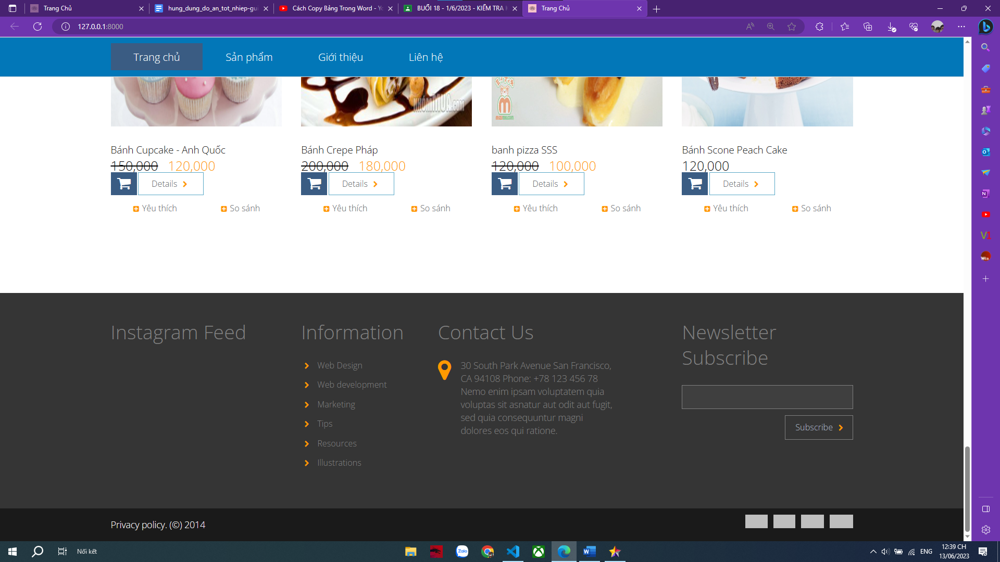 Trang Chủ
hung_dung_do_an_tot_nhiep-gui
Cách Copy Bảng Trong Word - Yo
BUỔI 18 - 1/6/2023 - KIỂM TRA
Trang Chủ
127.0.0.1:8000
Trang chủ
Sản phẩm
Giới thiệu
Liên hệ
NHÓMMUA.com
Bánh Cupcake - Anh Quốc
150,000 120,000
Details
Yêu thích
So sánh
Bánh Crepe Pháp
200,000 180,000
Details
Yêu thích
So sánh
banh pizza SSS
120,000 100,000
Details
Yêu thích
So sánh
Bánh Scone Peach Cake
120,000
Details
Yêu thích
So sánh
Instagram Feed
Information
Web Design
Web development
Marketing
Tips
Resources
Illustrations
Contact Us
30 South Park Avenue San Francisco,
CA 94108 Phone: +78 123 456 78
Nemo enim ipsam voluptatem quia
voluptas sit asnatur aut odit aut fugit,
sed quia consequuntur magni
dolores eos qui ratione.
Newsletter
Subscribe
Subscribe
Privacy policy. (©) 2014
Nối kết
Zalo
ENG
12:39 CH
13/06/2023